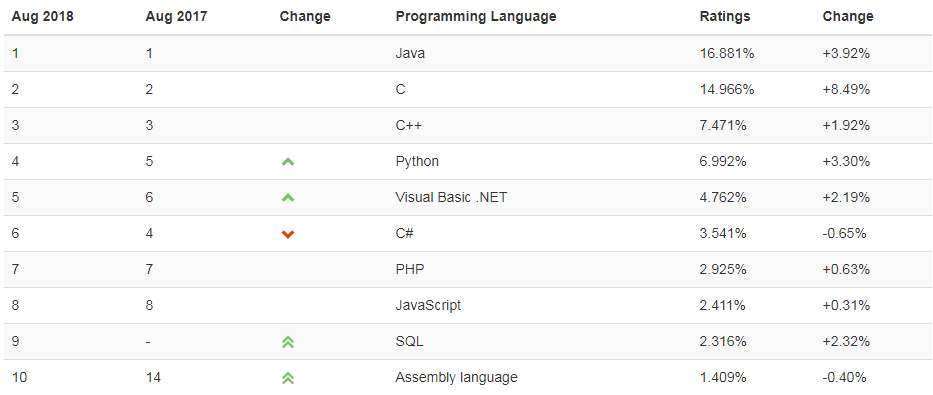 Aug 2018 Aug 2017 Change Programming Language Ratings Change
1 1 Java 16.881% +3.92%
2 2 C 14.966% +8.49%
3 3 C++ 7.471% +1.92%
4 5 Python 6.992% +3.30%
5 6 Visual Basic .NET 4.762% +2.19%
6 4 C# 3.541% -0.65%
7 7 PHP 2.925% +0.63%
8 8 JavaScript 2.411% +0.31%
9 - SQL 2.316% +2.32%
10 14 Assembly language 1.409% -0.40%